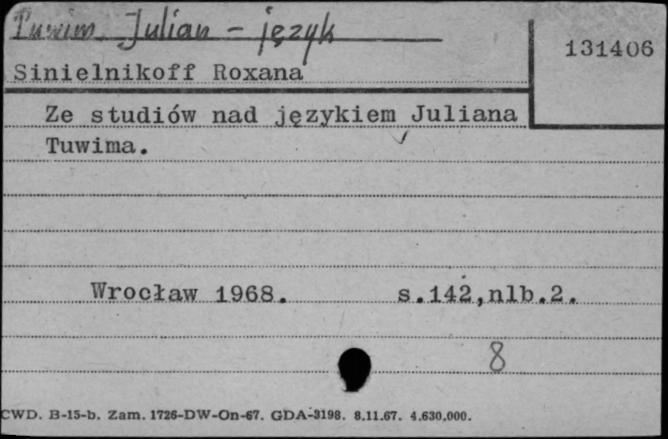 Tuwim Julian - język
131406
Sinielnikoff Roxana
Ze studiów nad językiem Juliana
Tuwima.
Wrocław 1968. s.142,nlb.2.
8
CWD. B-15-b. Zam. 1726-DW-On-67. GDA-3198. 8.11.67. 4.630.000.